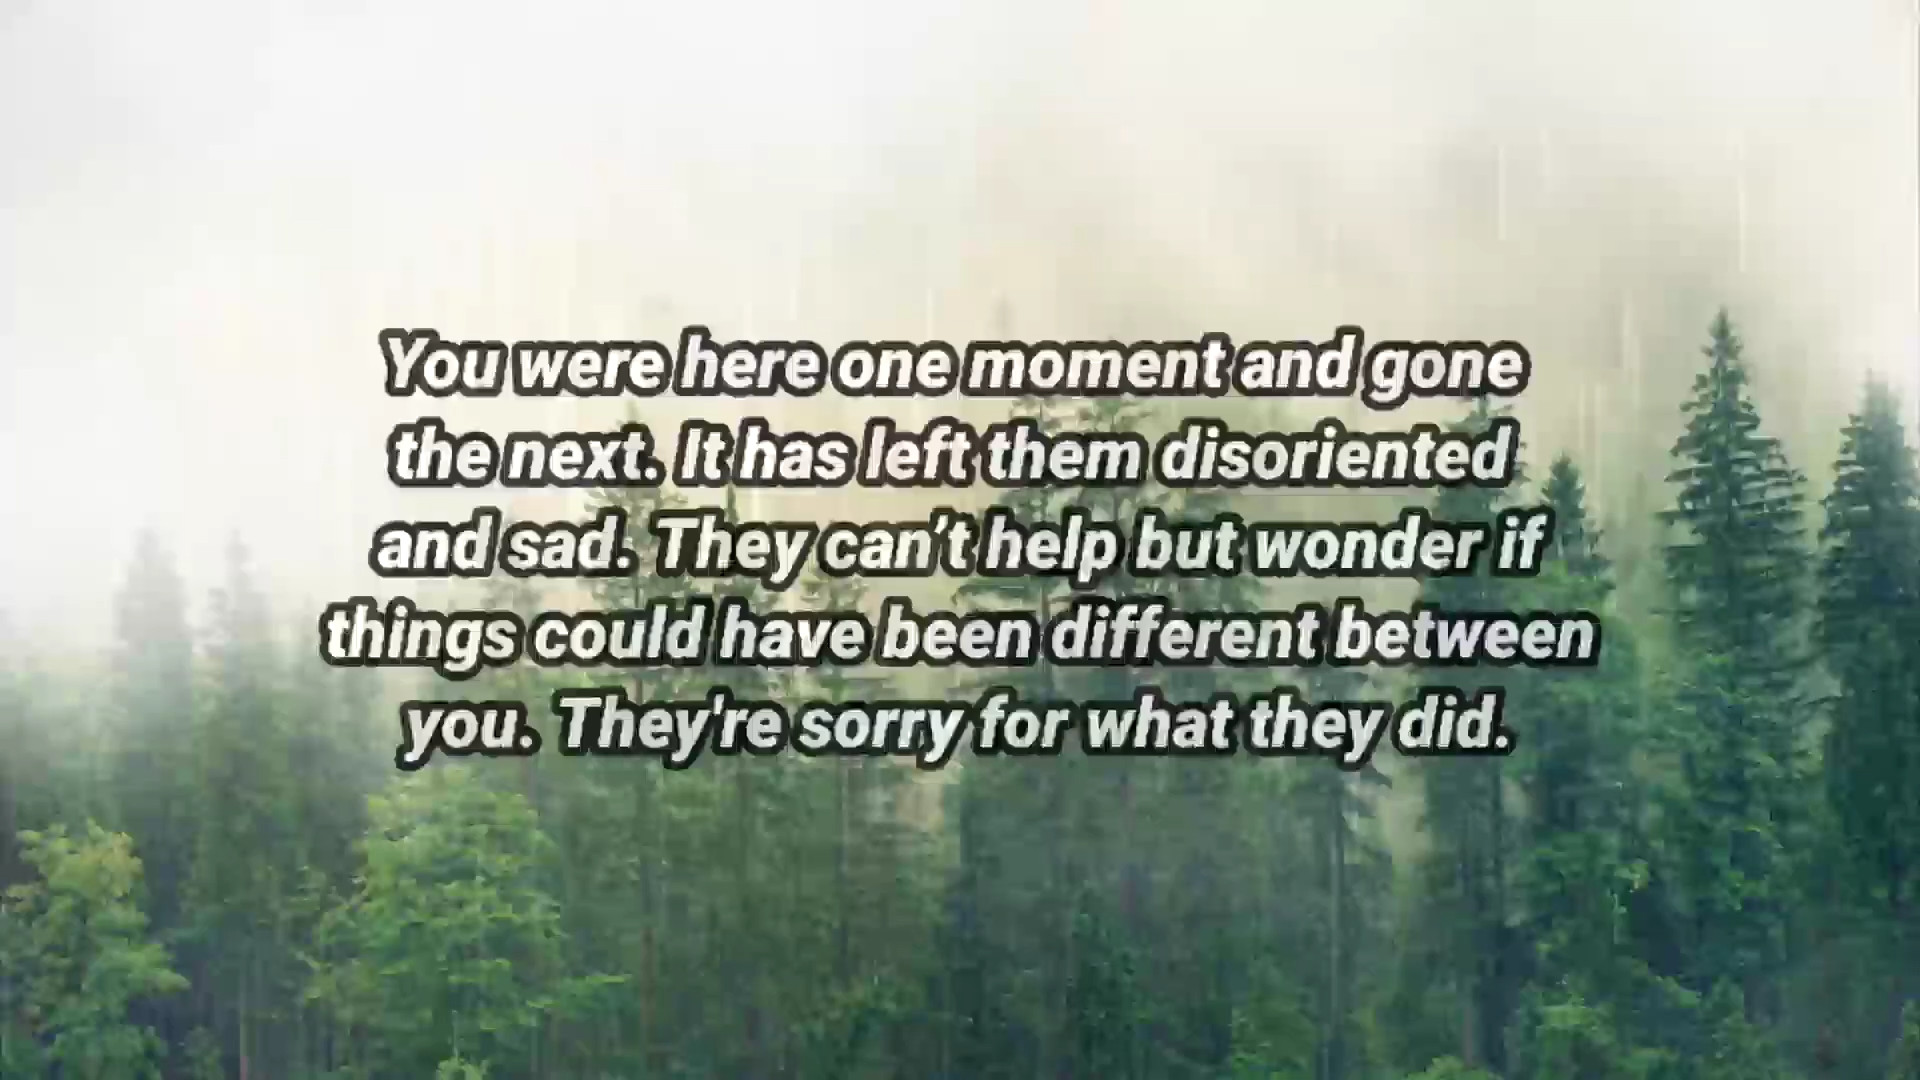 You were here one moment and gone
the next. It has left them disoriented
and sad. They can’t help but wonder if
things could have been different between
you. They're sorry for what they did.